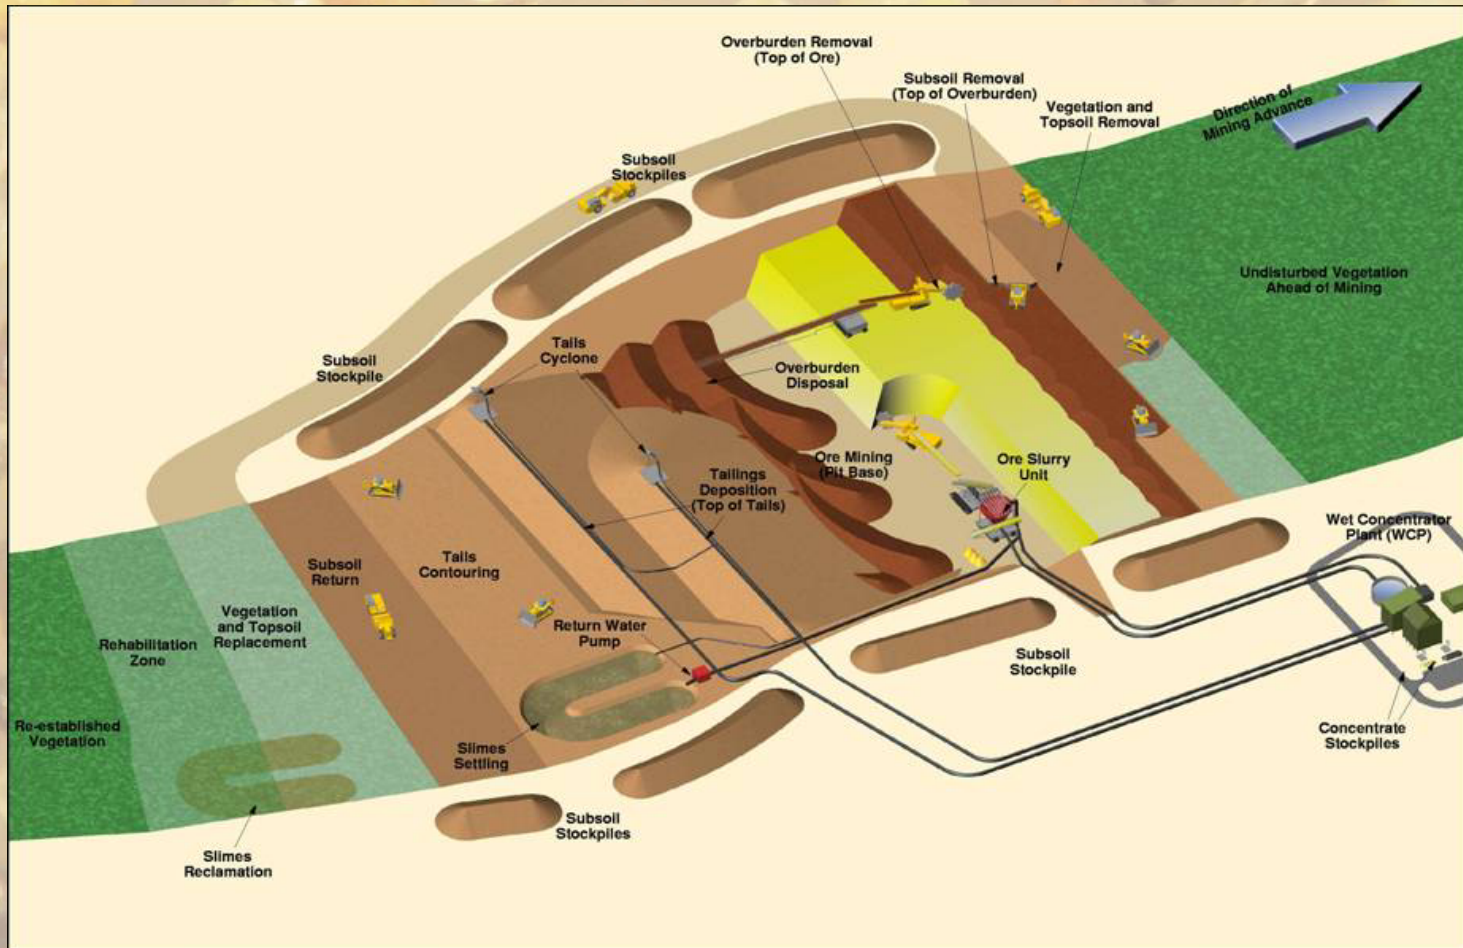 Overburden Removal
(Top of Ore)
Subsoil Removal
(Top of Overburden)
Vegetation and
Topsoil Removal
Direction of
Mining Advance
Subsoil
Stockpiles
Undisturbed Vegetation
Ahead of Mining
Subsoil
Stockpile
Tails
Cyclone
Overburden
Disposal
Tailings
Deposition
(Top of Tails)
Ore Mining
(Pit Base)
Ore Slurry
Unit
Wet Concentrator
Plant (WCP)
Subsoil
Return
Tails
Contouring
Vegetation
and Topsoil
Replacement
Rehabilitation
Zone
Return Water
Pump
Subsoil
Stockpile
Re-established
Vegetation
Slimes
Settling
Concentrate
Stockpiles
Subsoil
Stockpiles
Slimes
Reclamation